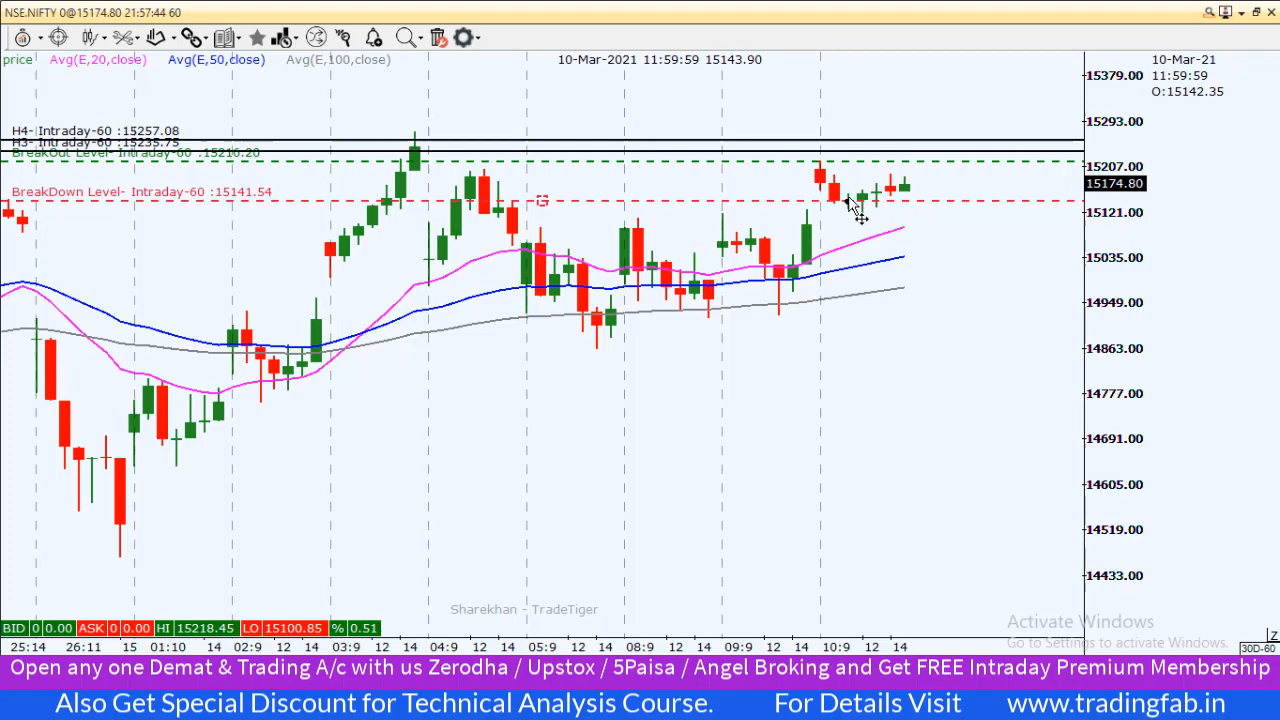 NSE.NIFTY 0@15174.80 21:57:44 60
price Avg(E,20,close) Avg(E,50,close) Avg(E,100,close) 10-Mar-2021 11:59:59 15143.90
10-Mar-21
11:59:59
O:15142.35
15379.00
15293.00
15207.00
15174.80
15121.00
15035.00
14949.00
14863.00
14777.00
14691.00
14605.00
14519.00
14433.00
H4- Intraday-60 :15257.08
H3- Intraday-60 :15235.75
BreakOut Level- Intraday-60 :15216.20
BreakDown Level- Intraday-60 :15141.54
Sharekhan - TradeTiger
BID 0 0.00 ASK 0 0.00 HI 15218.45 LO 15100.85 % 0.51
25:14 26:11 01:10 14 02:9 12 14 03:9 12 14 04:9 12 14 05:9 12 14 08:9 12 14 09:9 12 14 10:9 12 14
Z
30D-60
Activate Windows
Go to Settings to activate Windows.
Open any one Demat & Trading A/c with us Zerodha / Upstox / 5Paisa / Angel Broking and Get FREE Intraday Premium Membership
Also Get Special Discount for Technical Analysis Course. For Details Visit www.tradingfab.in